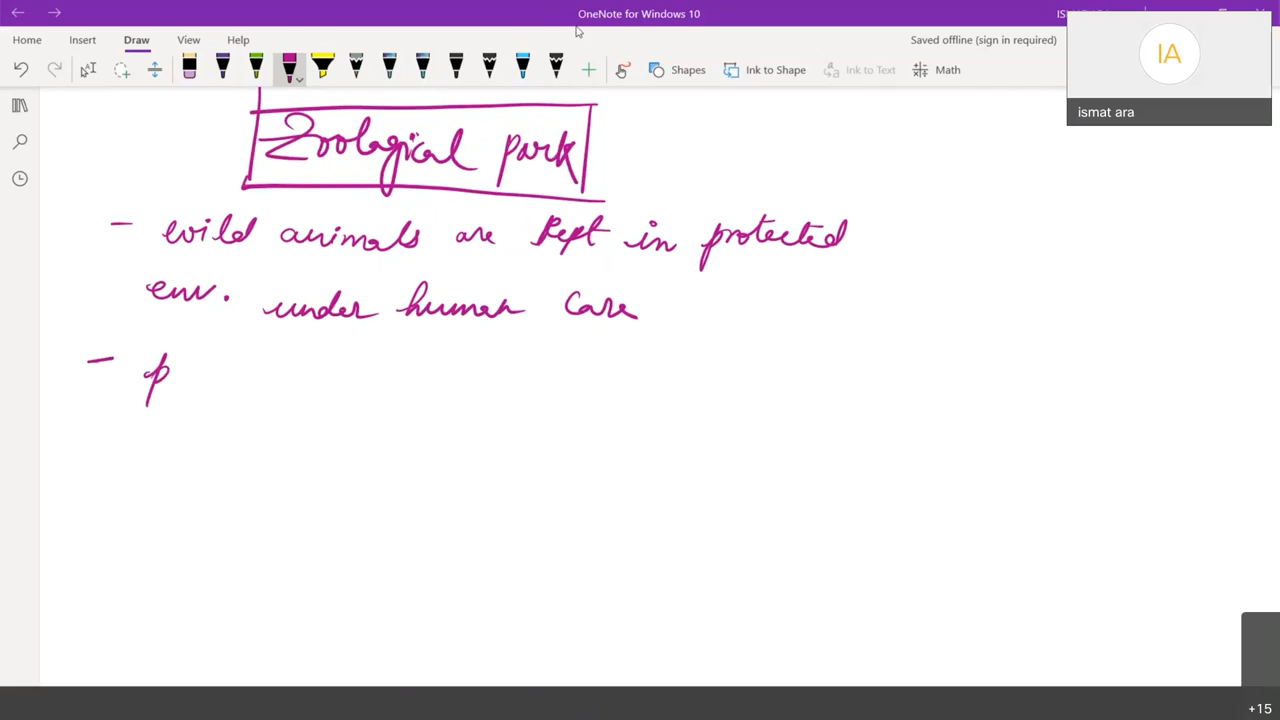 OneNote for Windows 10
Home Insert Draw View Help
Saved offline (sign in required)
IA
ismat ara
Shapes Ink to Shape Ink to Text Math
Zoological park
– wild animals are kept in protected
env. under human care
– p
+15